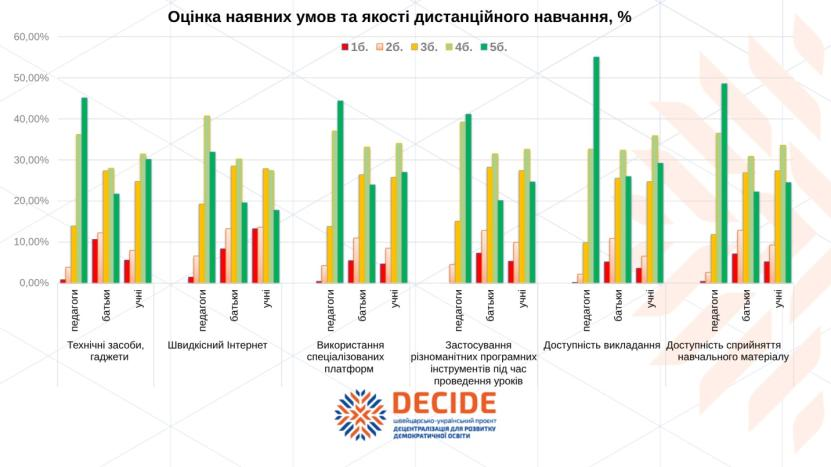 Оцінка наявних умов та якості дистанційного навчання, %
1б. 2б. 3б. 4б. 5б.
60,00%
50,00%
40,00%
30,00%
20,00%
10,00%
0,00%
педагоги батьки учні педагоги батьки учні педагоги батьки учні педагоги батьки учні педагоги батьки учні педагоги батьки учні
Технічні засоби,
гаджети
Швидкісний Інтернет
Використання
спеціалізованих
платформ
Застосування
різноманітних програмних
інструментів під час
проведення уроків
Доступність викладання
Доступність сприйняття
навчального матеріалу
DECIDE
швейцарсько-український проєкт
ДЕЦЕНТРАЛІЗАЦІЯ ДЛЯ РОЗВИТКУ
ДЕМОКРАТИЧНОЇ ОСВІТИ